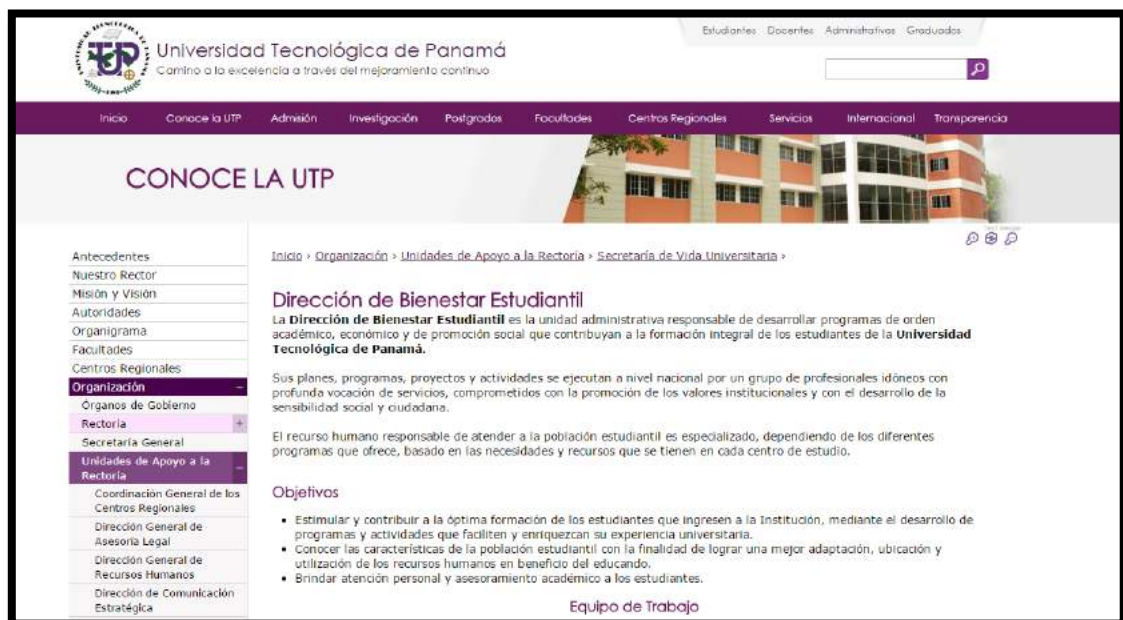 Estudiantes Docentes Administrativos Graduados
Universidad Tecnológica de Panamá
Camino a la excelencia a través del mejoramiento continuo
UTP
Inicio Conoce la UTP Admisión Investigación Postgrados Facultades Centros Regionales Servicios Internacional Transparencia
CONOCE LA UTP
Antecedentes
Nuestro Rector
Misión y Visión
Autoridades
Organigrama
Facultades
Centros Regionales
Organización
Órganos de Gobierno
Rectoría
Secretaría General
Unidades de Apoyo a la
Rectoría
Coordinación General de los
Centros Regionales
Dirección General de
Asesoría Legal
Dirección General de
Recursos Humanos
Dirección de Comunicación
Estratégica
Inicio › Organización › Unidades de Apoyo a la Rectoría › Secretaría de Vida Universitaria ›
Dirección de Bienestar Estudiantil
La Dirección de Bienestar Estudiantil es la unidad administrativa responsable de desarrollar programas de orden
académico, económico y de promoción social que contribuyan a la formación integral de los estudiantes de la Universidad
Tecnológica de Panamá.
Sus planes, programas, proyectos y actividades se ejecutan a nivel nacional por un grupo de profesionales idóneos con
profunda vocación de servicios, comprometidos con la promoción de los valores institucionales y con el desarrollo de la
sensibilidad social y ciudadana.
El recurso humano responsable de atender a la población estudiantil es especializado, dependiendo de los diferentes
programas que ofrece, basado en las necesidades y recursos que se tienen en cada centro de estudio.
Objetivos
• Estimular y contribuir a la óptima formación de los estudiantes que ingresen a la Institución, mediante el desarrollo de
programas y actividades que faciliten y enriquezcan su experiencia universitaria.
• Conocer las características de la población estudiantil con la finalidad de lograr una mejor adaptación, ubicación y
utilización de los recursos humanos en beneficio del educando.
• Brindar atención personal y asesoramiento académico a los estudiantes.
Equipo de Trabajo